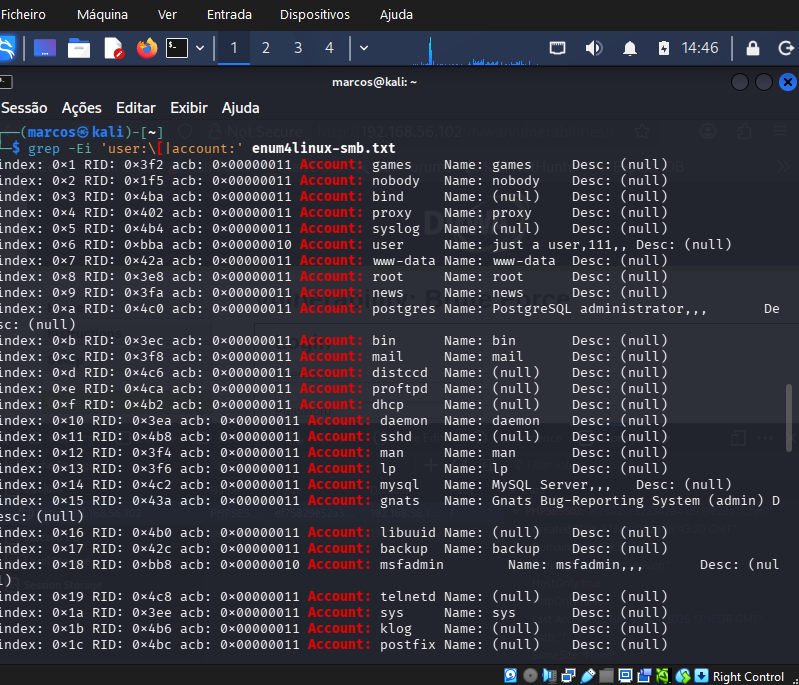 Ficheiro Máquina Ver Entrada Dispositivos Ajuda
1 2 3 4 14:46
marcos@kali: ~
Sessão Ações Editar Exibir Ajuda
(marcos㉿kali)-[~]
$ grep -Ei 'user:\[|account:' enum4linux-smb.txt
index: 0×1 RID: 0×3f2 acb: 0×00000011 Account: games Name: games Desc: (null)
index: 0×2 RID: 0×1f5 acb: 0×00000011 Account: nobody Name: nobody Desc: (null)
index: 0×3 RID: 0×4ba acb: 0×00000011 Account: bind Name: (null) Desc: (null)
index: 0×4 RID: 0×402 acb: 0×00000011 Account: proxy Name: proxy Desc: (null)
index: 0×5 RID: 0×4b4 acb: 0×00000011 Account: syslog Name: (null) Desc: (null)
index: 0×6 RID: 0×bba acb: 0×00000010 Account: user Name: just a user,111,, Desc: (null)
index: 0×7 RID: 0×42a acb: 0×00000011 Account: www-data Name: www-data Desc: (null)
index: 0×8 RID: 0×3e8 acb: 0×00000011 Account: root Name: root Desc: (null)
index: 0×9 RID: 0×3fa acb: 0×00000011 Account: news Name: news Desc: (null)
index: 0×a RID: 0×4c0 acb: 0×00000011 Account: postgres Name: PostgreSQL administrator,,, De
sc: (null)
index: 0×b RID: 0×3ec acb: 0×00000011 Account: bin Name: bin Desc: (null)
index: 0×c RID: 0×3f8 acb: 0×00000011 Account: mail Name: mail Desc: (null)
index: 0×d RID: 0×4c6 acb: 0×00000011 Account: distccd Name: (null) Desc: (null)
index: 0×e RID: 0×4ca acb: 0×00000011 Account: proftpd Name: (null) Desc: (null)
index: 0×f RID: 0×4b2 acb: 0×00000011 Account: dhcp Name: (null) Desc: (null)
index: 0×10 RID: 0×3ea acb: 0×00000011 Account: daemon Name: daemon Desc: (null)
index: 0×11 RID: 0×4b8 acb: 0×00000011 Account: sshd Name: (null) Desc: (null)
index: 0×12 RID: 0×3f4 acb: 0×00000011 Account: man Name: man Desc: (null)
index: 0×13 RID: 0×3f6 acb: 0×00000011 Account: lp Name: lp Desc: (null)
index: 0×14 RID: 0×4c2 acb: 0×00000011 Account: mysql Name: MySQL Server,,, Desc: (null)
index: 0×15 RID: 0×43a acb: 0×00000011 Account: gnats Name: Gnats Bug-Reporting System (admin) D
esc: (null)
index: 0×16 RID: 0×4b0 acb: 0×00000011 Account: libuuid Name: (null) Desc: (null)
index: 0×17 RID: 0×42c acb: 0×00000011 Account: backup Name: backup Desc: (null)
index: 0×18 RID: 0×bb8 acb: 0×00000010 Account: msfadmin Name: msfadmin,,, Desc: (nul
l)
index: 0×19 RID: 0×4c8 acb: 0×00000011 Account: telnetd Name: (null) Desc: (null)
index: 0×1a RID: 0×3ee acb: 0×00000011 Account: sys Name: sys Desc: (null)
index: 0×1b RID: 0×4b6 acb: 0×00000011 Account: klog Name: (null) Desc: (null)
index: 0×1c RID: 0×4bc acb: 0×00000011 Account: postfix Name: (null) Desc: (null)
Right Control